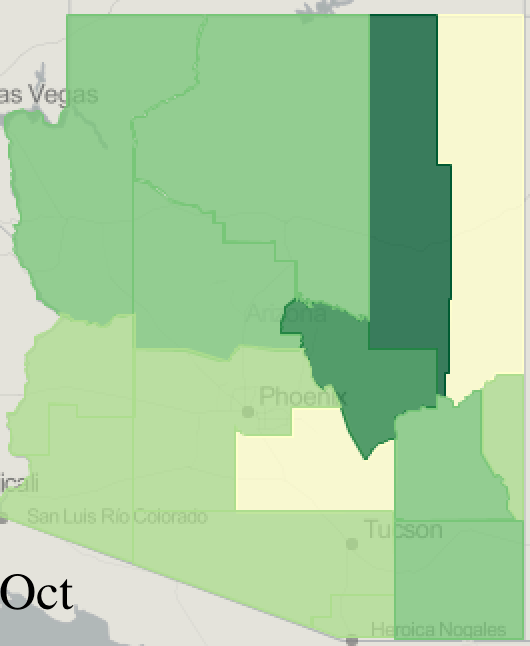 as Vegas
Arizona
Phoenix
icali
San Luis Río Colorado
Tucson
Oct
Heroica Nogales